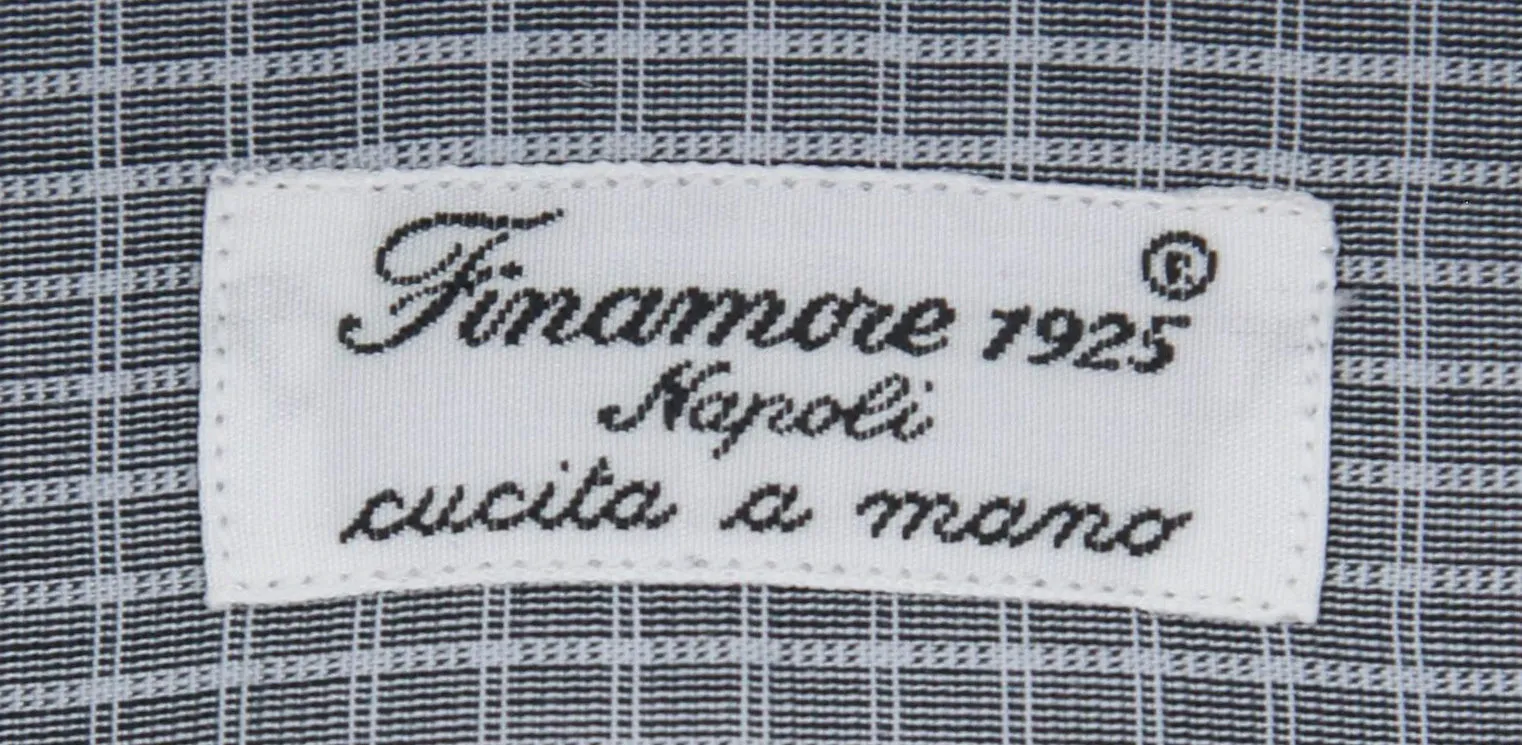 Finamore 1925 ®
Napoli
cucita a mano